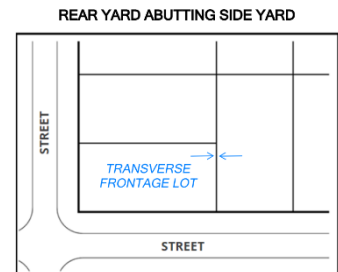 REAR YARD ABUTTING SIDE YARD
STREET
TRANSVERSE
FRONTAGE LOT
STREET